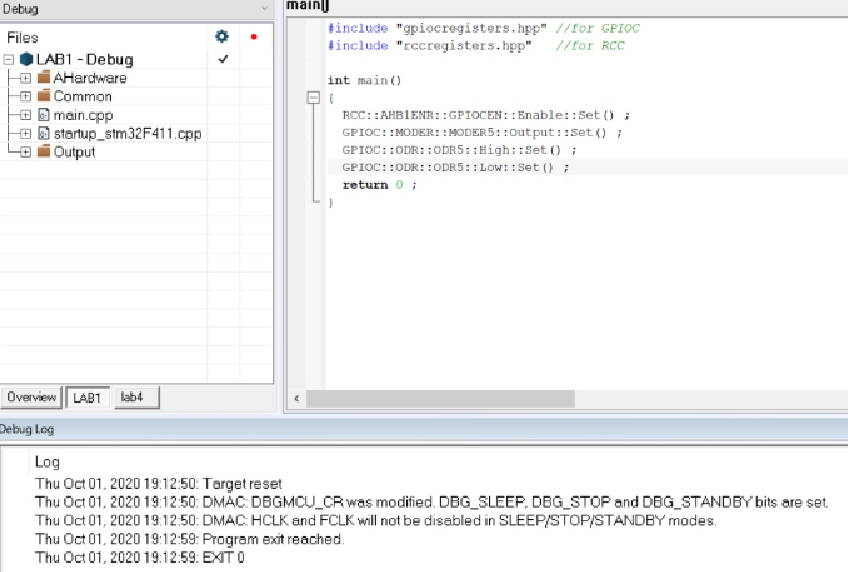 Debug
Files
LAB1 - Debug
AHardware
Common
main.cpp
startup_stm32F411.cpp
Output
Overview
LAB1
lab4
main()
#include "gpiocregisters.hpp" //for GPIOC
#include "rccregisters.hpp" //for RCC
int main()
{
RCC::AHB1ENR::GPIOCEN::Enable::Set() ;
GPIOC::MODER::MODER5::Output::Set() ;
GPIOC::ODR::ODR5::High::Set() ;
GPIOC::ODR::ODR5::Low::Set() ;
return 0 ;
}
Debug Log
Log
Thu Oct 01, 2020 19:12:50: Target reset
Thu Oct 01, 2020 19:12:50: DMAC: DBGMCU_CR was modified. DBG_SLEEP, DBG_STOP and DBG_STANDBY bits are set.
Thu Oct 01, 2020 19:12:50: DMAC: HCLK and FCLK will not be disabled in SLEEP/STOP/STANDBY modes.
Thu Oct 01, 2020 19:12:59: Program exit reached.
Thu Oct 01, 2020 19:12:59: EXIT 0